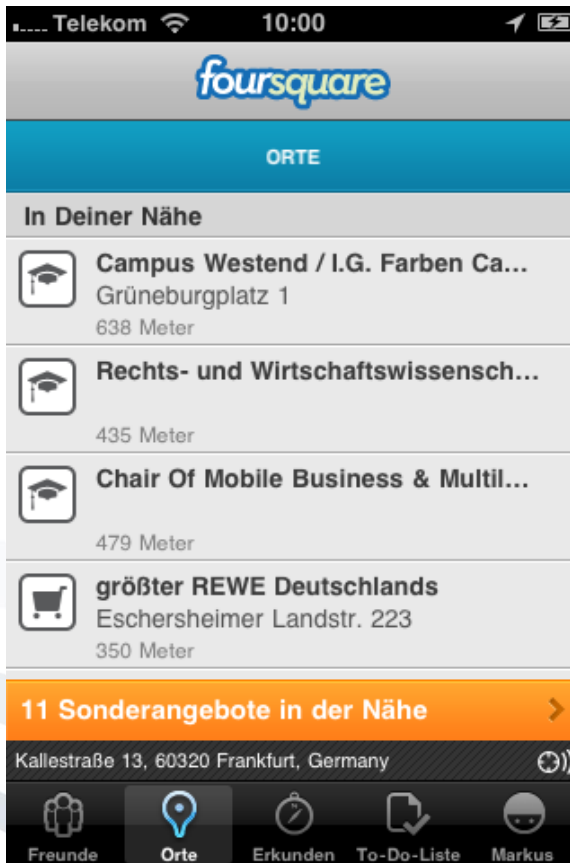 Telekom 10:00
foursquare
ORTE
In Deiner Nähe
Campus Westend / I.G. Farben Ca...
Grüneburgplatz 1
638 Meter
Rechts- und Wirtschaftswissensch...
435 Meter
Chair Of Mobile Business & Multil...
479 Meter
größter REWE Deutschlands
Eschersheimer Landstr. 223
350 Meter
11 Sonderangebote in der Nähe
Kallestraße 13, 60320 Frankfurt, Germany
Freunde Orte Erkunden To-Do-Liste Markus